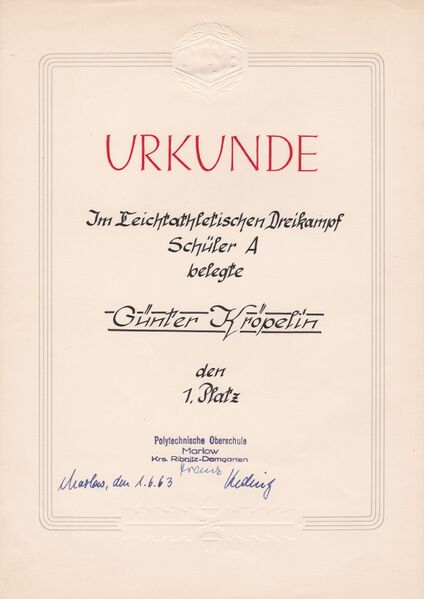 URKUNDE
Im Leichtathletischen Dreikampf
Schüler A
belegte
Günter Kröpelin
den
1. Platz
Polytechnische Oberschule
Marlow
Krs. Ribnitz-Damgarten
Marlow, den 1.6.63